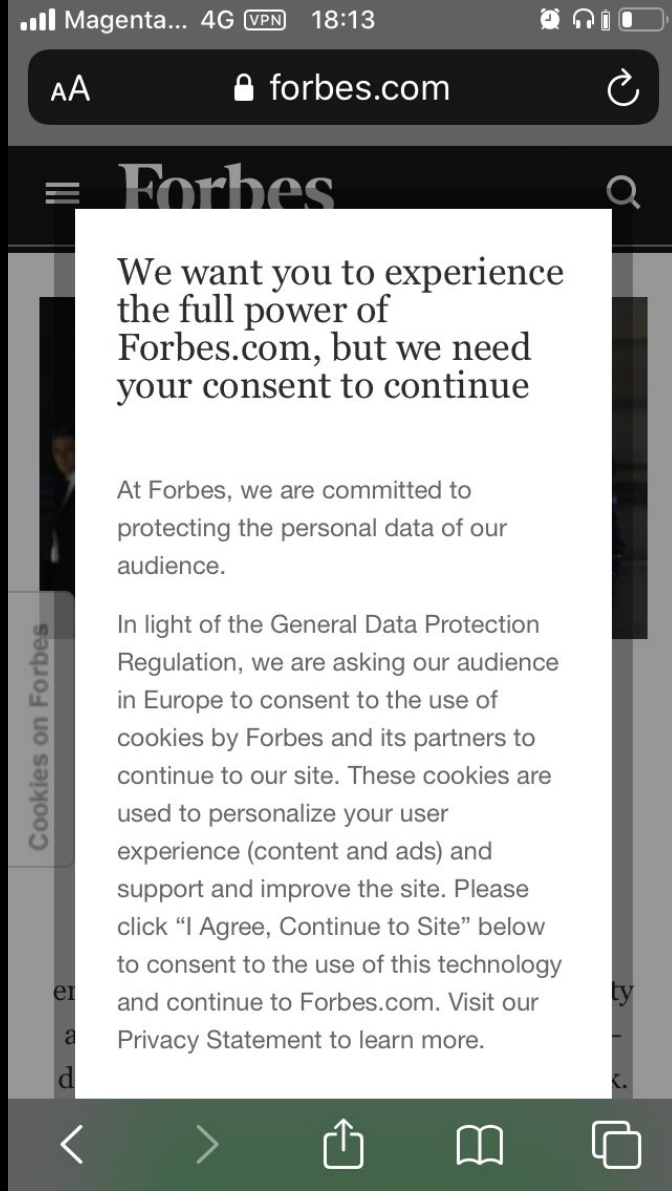 Magenta... 4G VPN 18:13
AA forbes.com
Forbes
We want you to experience
the full power of
Forbes.com, but we need
your consent to continue
At Forbes, we are committed to
protecting the personal data of our
audience.
In light of the General Data Protection
Regulation, we are asking our audience
in Europe to consent to the use of
cookies by Forbes and its partners to
continue to our site. These cookies are
used to personalize your user
experience (content and ads) and
support and improve the site. Please
click “I Agree, Continue to Site” below
to consent to the use of this technology
and continue to Forbes.com. Visit our
Privacy Statement to learn more.
Cookies on Forbes